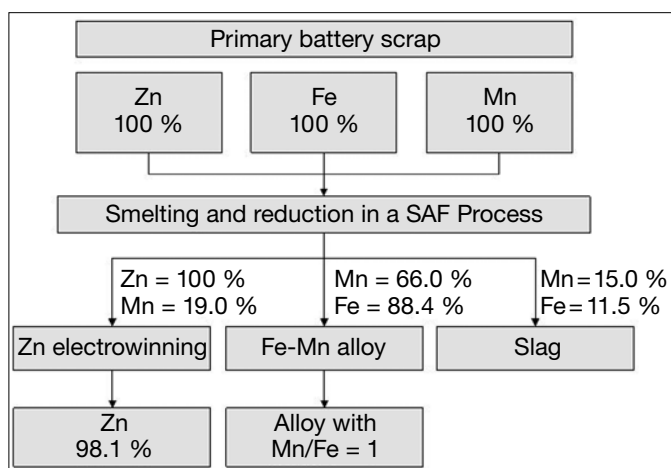 Primary battery scrap
Zn
100 %
Fe
100 %
Mn
100 %
Smelting and reduction in a SAF Process
Zn = 100 %
Mn = 19.0 %
Mn = 66.0 %
Fe = 88.4 %
Mn=15.0 %
Fe=11.5 %
Zn electrowinning
Fe-Mn alloy
Slag
Zn
98.1 %
Alloy with
Mn/Fe = 1